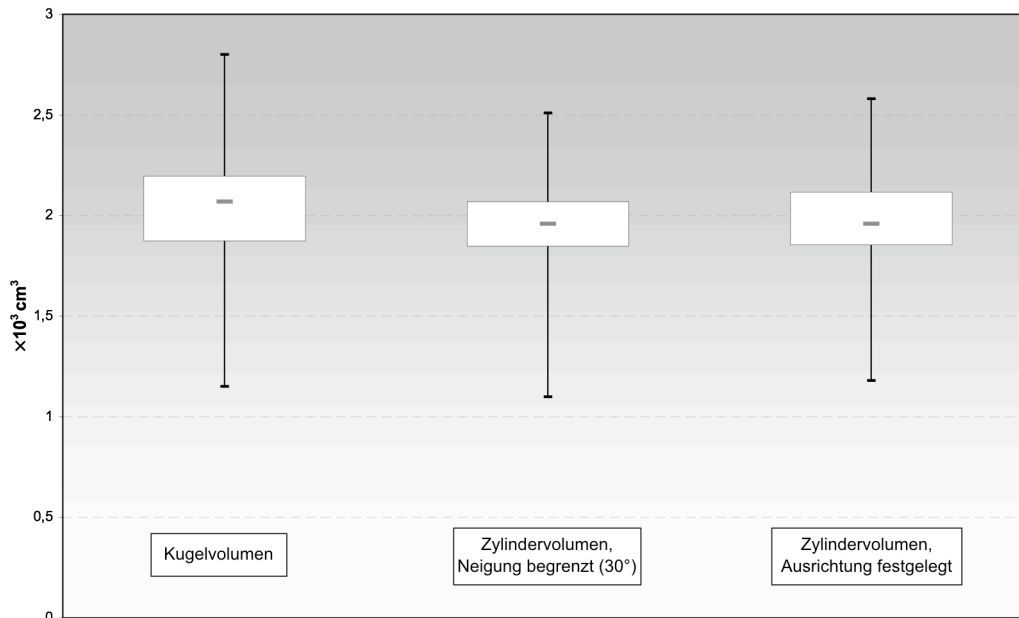 3
2,5
2
1,5
1
0,5
0
×10³ cm³
Kugelvolumen
Zylindervolumen,
Neigung begrenzt (30°)
Zylindervolumen,
Ausrichtung festgelegt